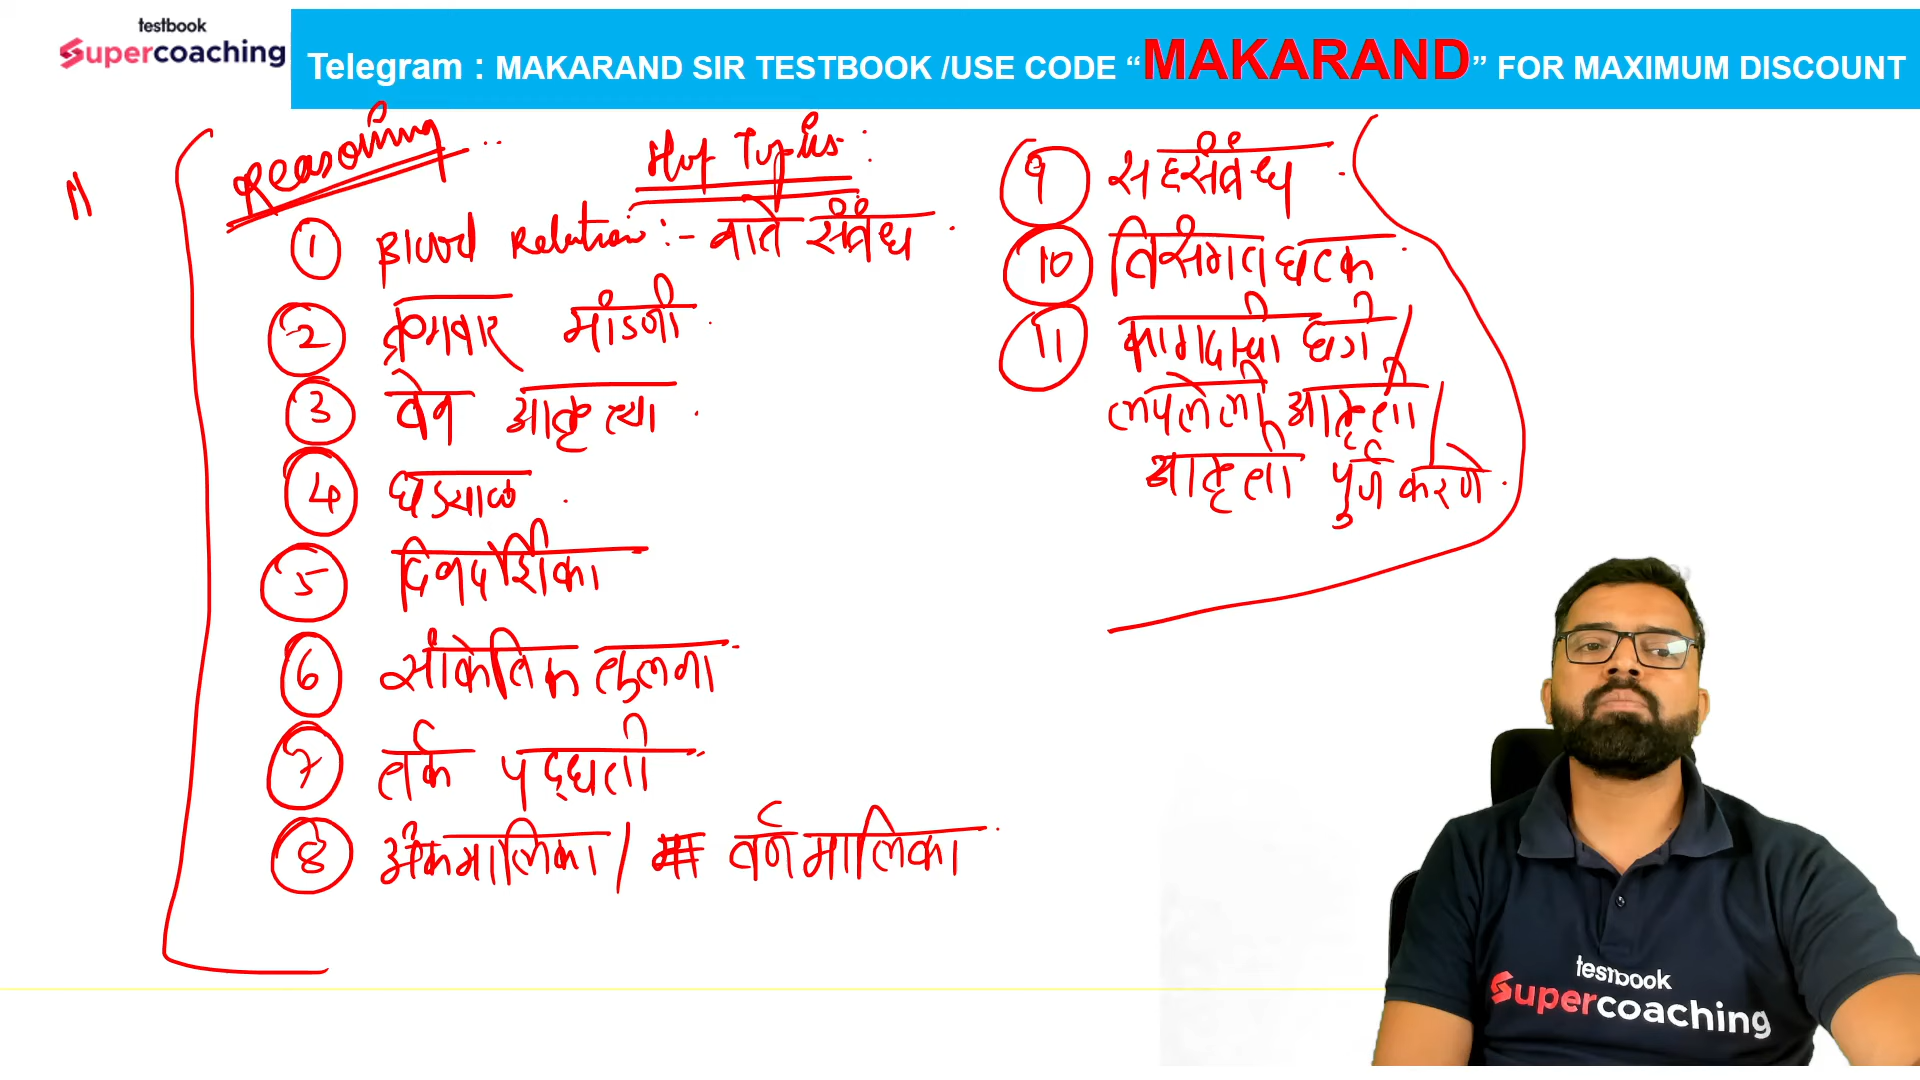 testbook
Supercoaching
Telegram : MAKARAND SIR TESTBOOK /USE CODE “MAKARAND” FOR MAXIMUM DISCOUNT
Reasoning
Hot Topics :
① Blood Relation :- नाते संबंध
② क्रमवार मांडणी
③ वेन आकृत्या
④ घड्याळ
⑤ दिनदर्शिका
⑥ सांकेतिक तुलना
⑦ तर्क पद्धती
⑧ अंकमालिका / वर्णमालिका
⑨ सहसंबंध
⑩ विसंगत घटक
⑪ कागदाची घडी /
लपलेली आकृती /
आकृती पूर्ण करणे
testbook
Supercoaching